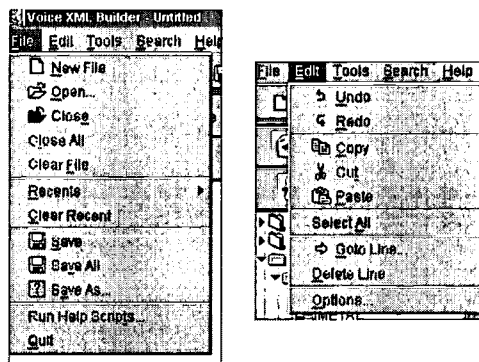 Voice XML Builder - Untitled
File Edit Tools Search Help
New File
Open...
Close
Close All
Clear File
Recents
Clear Recent
Save
Save All
Save As...
Run Help Scripts...
Quit
File Edit Tools Search Help
Undo
Redo
Copy
Cut
Paste
Select All
Goto Line...
Delete Line
Options...